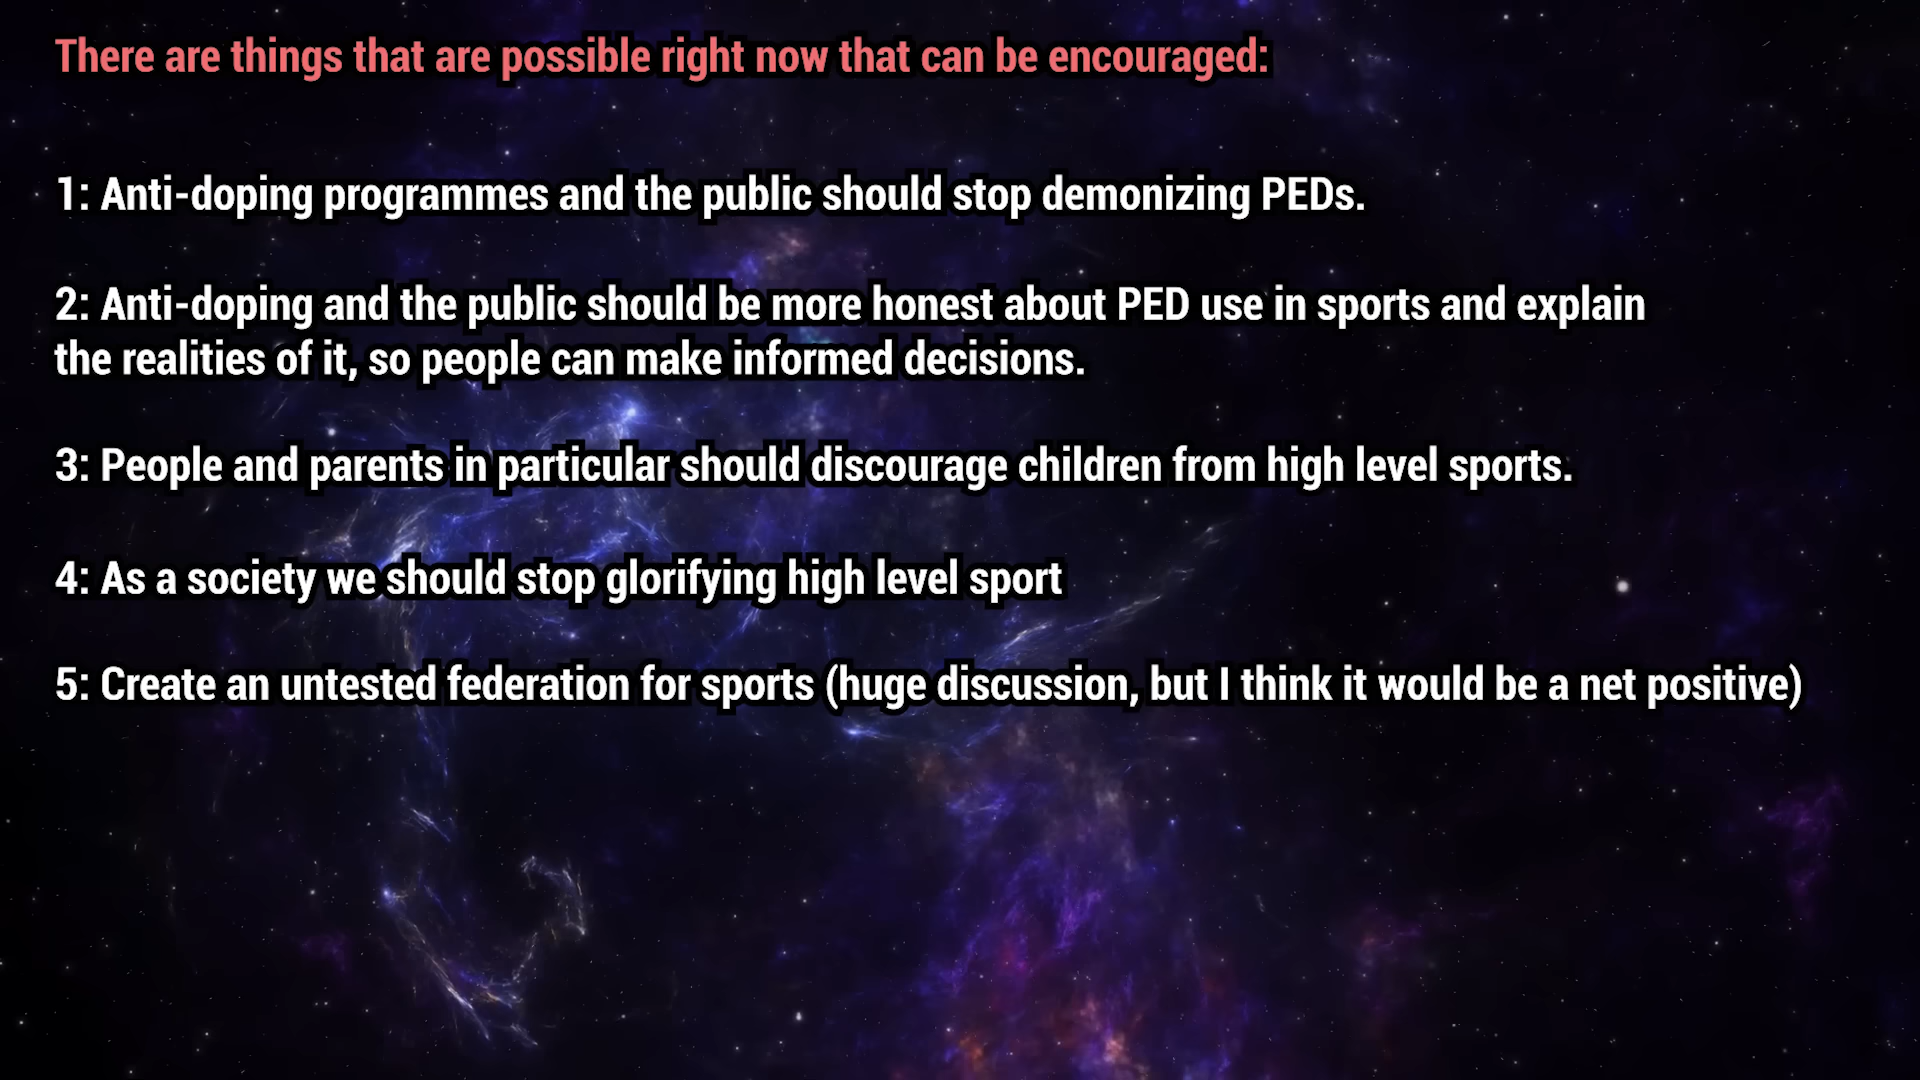 There are things that are possible right now that can be encouraged:
1: Anti-doping programmes and the public should stop demonizing PEDs.
2: Anti-doping and the public should be more honest about PED use in sports and explain
the realities of it, so people can make informed decisions.
3: People and parents in particular should discourage children from high level sports.
4: As a society we should stop glorifying high level sport
5: Create an untested federation for sports (huge discussion, but I think it would be a net positive)